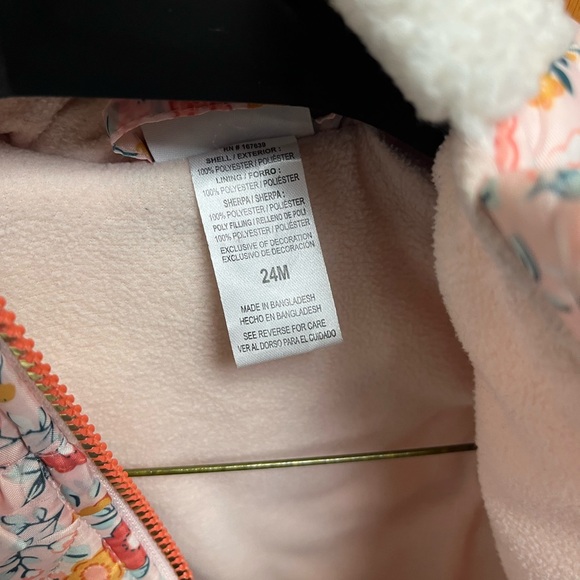 RN # 167839
SHELL / EXTERIOR :
100% POLYESTER / POLIÉSTER
LINING / FORRO :
100% POLYESTER / POLIÉSTER
SHERPA / SHERPA :
100% POLYESTER / POLIÉSTER
POLY FILLING / RELLENO DE POLI
100% POLYESTER / POLIÉSTER
EXCLUSIVE OF DECORATION
EXCLUSIVO DE DECORATION
24M
MADE IN BANGLADESH
HECHO EN BANGLADESH
SEE REVERSE FOR CARE
VER AL DORSO PARA EL CUIDADO